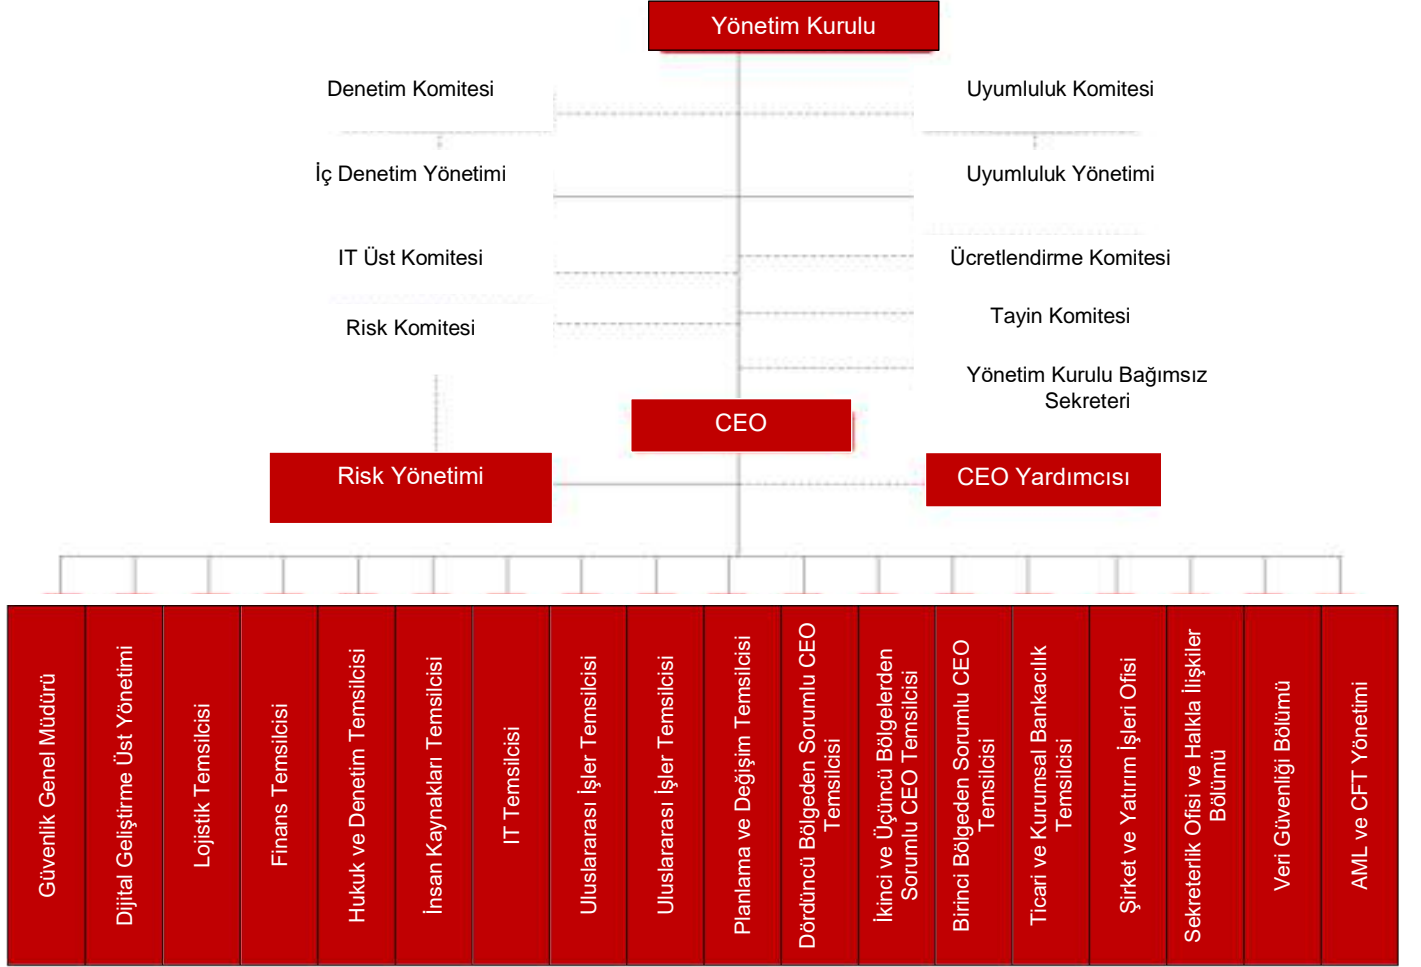 Yönetim Kurulu
Denetim Komitesi
Uyumluluk Komitesi
İç Denetim Yönetimi
Uyumluluk Yönetimi
IT Üst Komitesi
Ücretlendirme Komitesi
Risk Komitesi
Tayin Komitesi
Yönetim Kurulu Bağımsız
Sekreteri
CEO
Risk Yönetimi
CEO Yardımcısı
Güvenlik Genel Müdürü
Dijital Geliştirme Üst Yönetimi
Lojistik Temsilcisi
Finans Temsilcisi
Hukuk ve Denetim Temsilcisi
İnsan Kaynakları Temsilcisi
IT Temsilcisi
Uluslararası İşler Temsilcisi
Uluslararası İşler Temsilcisi
Planlama ve Değişim Temsilcisi
Dördüncü Bölgeden Sorumlu CEO
Temsilcisi
İkinci ve Üçüncü Bölgelerden
Sorumlu CEO Temsilcisi
Birinci Bölgeden Sorumlu CEO
Temsilcisi
Ticari ve Kurumsal Bankacılık
Temsilcisi
Şirket ve Yatırım İşleri Ofisi
Sekreterlik Ofisi ve Halkla İlişkiler
Bölümü
Veri Güvenliği Bölümü
AML ve CFT Yönetimi